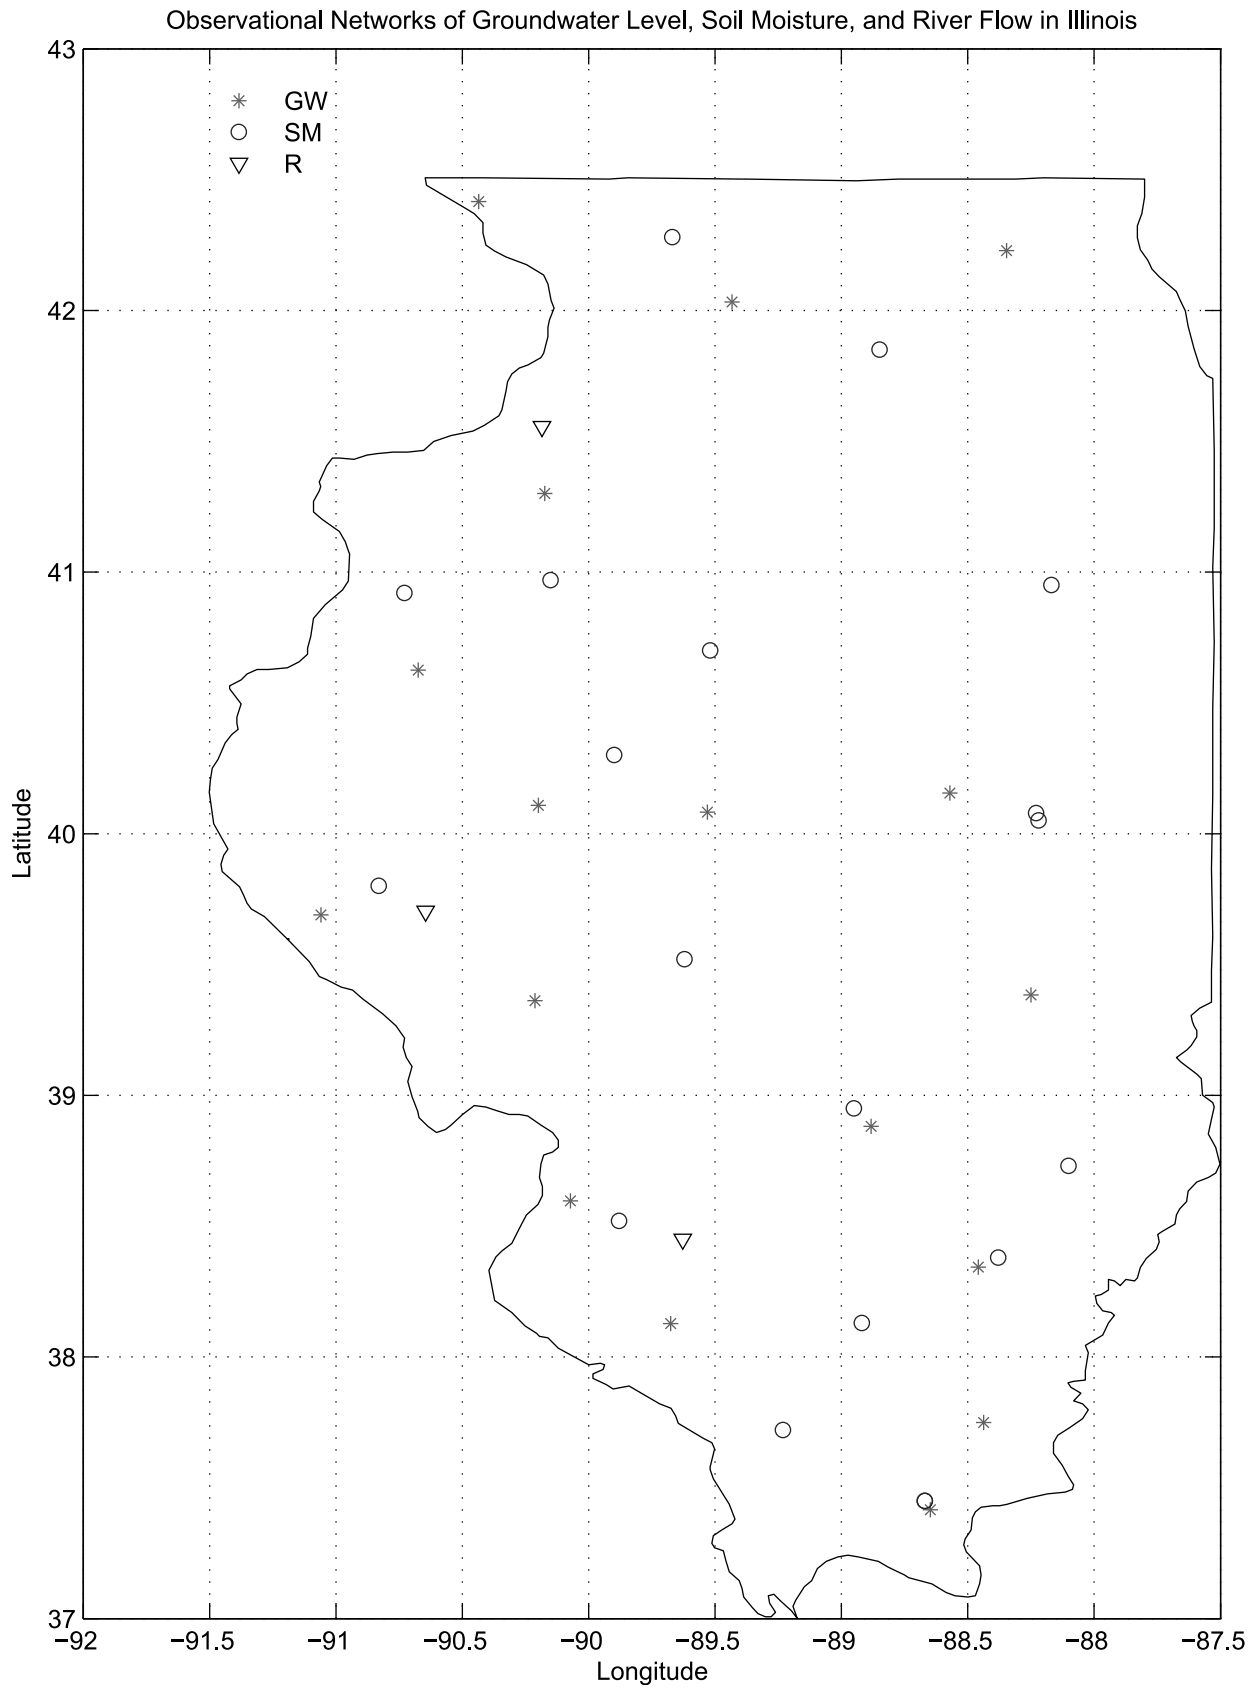 Observational Networks of Groundwater Level, Soil Moisture, and River Flow in Illinois
43
GW
SM
R
42
41
40
39
38
37
Latitude
−92 −91.5 −91 −90.5 −90 −89.5 −89 −88.5 −88 −87.5
Longitude